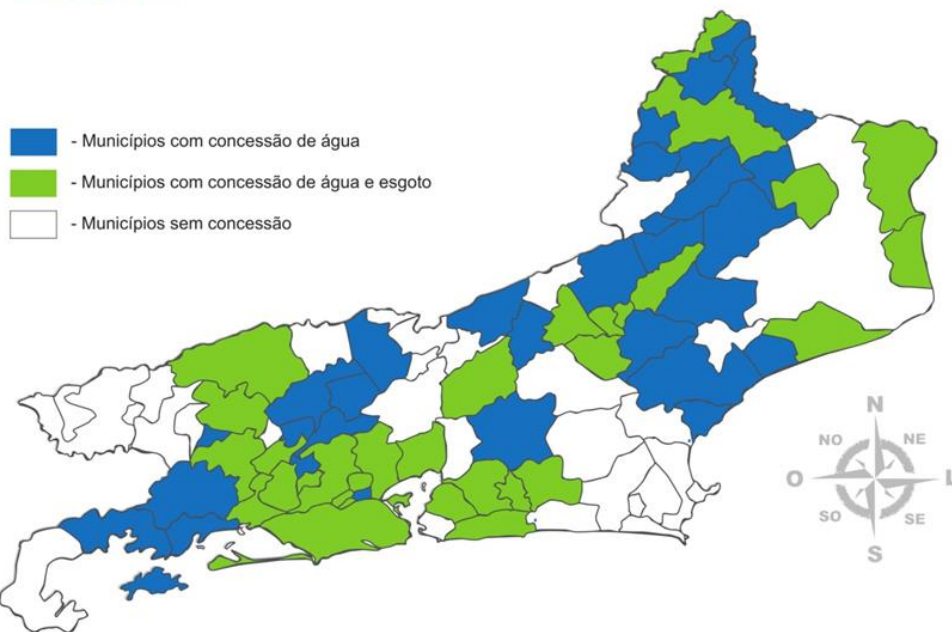 - Municípios com concessão de água
- Municípios com concessão de água e esgoto
- Municípios sem concessão
N
NO
NE
O
L
SO
SE
S